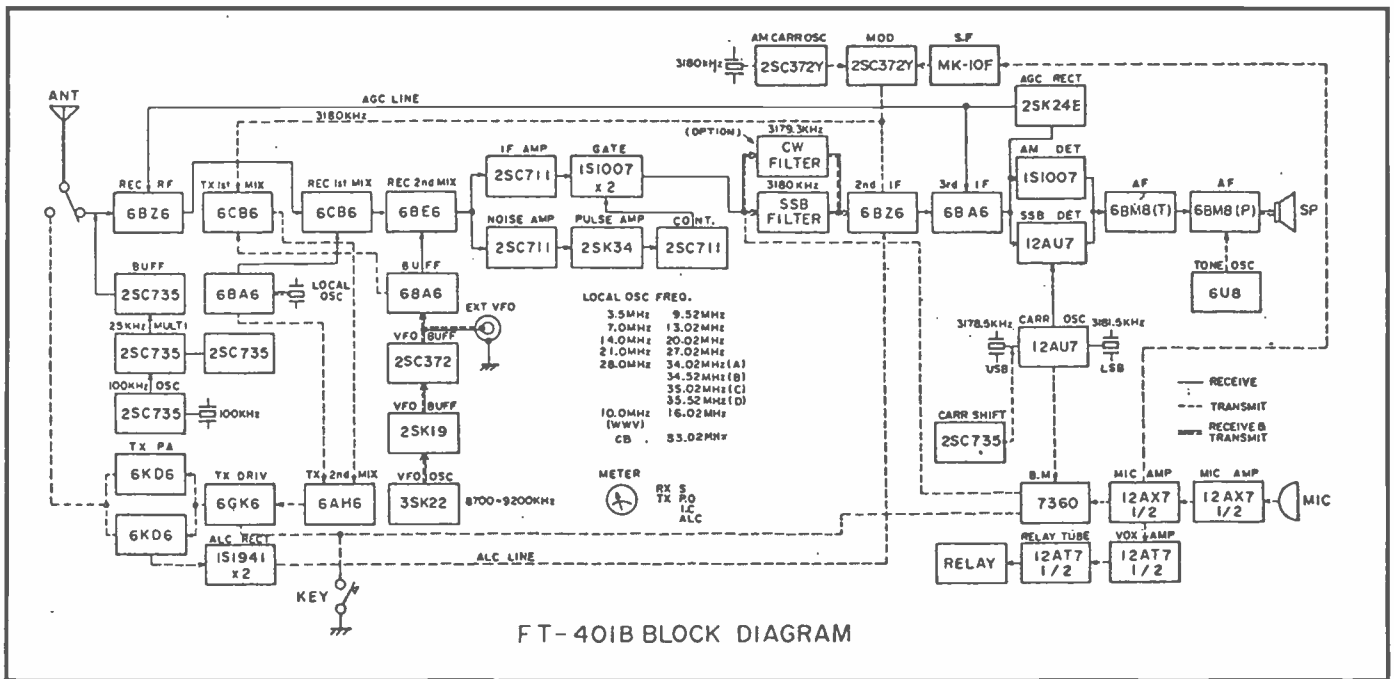 AM CARR OSC
MOD
S.F
3180KHz
2SC372Y
2SC372Y
MK-10F
AGC RECT
2SK24E
ANT
AGC LINE
3180KHz
(OPTION)
3179.3KHz
CW FILTER
IF AMP
2SC711
GATE
1S1007 x 2
AM DET
1S1007
REC RF
6BZ6
TX 1st MIX
6CB6
REC 1st MIX
6CB6
REC 2nd MIX
6BE6
3180 KHz
SSB FILTER
2nd IF
6BZ6
3rd IF
6BA6
AF
6BM8(T)
AF
6BM8(P)
SP
NOISE AMP
2SC711
PULSE AMP
2SK34
CONT.
2SC711
SSB DET
12AU7
BUFF
2SC735
6BA6
LOCAL OSC
BUFF
6BA6
EXT VFO
TONE OSC
6U8
25KHz MULTI
2SC735
2SC735
VFO BUFF
2SC372
LOCAL OSC FREQ.
3.5MHz 9.52MHz
7.0MHz 13.02MHz
14.0MHz 20.02MHz
21.0MHz 27.02MHz
28.0MHz 34.02MHz(A)
34.52MHz(B)
35.02MHz(C)
35.52MHz(D)
10.0MHz 16.02MHz
(WWV)
CB . 33.02MHz
3178.5KHz
USB
CARR OSC
12AU7
3181.5KHz
LSB
RECEIVE
TRANSMIT
RECEIVE & TRANSMIT
100KHz OSC
2SC735
100KHz
VFO BUFF
2SK19
CARR SHIFT
2SC735
TX PA
6KD6
6KD6
TX DRIV
6GK6
TX 2nd MIX
6AH6
VFO OSC
3SK22
8700~9200KHz
METER
RX S
TX P.O
I.C
ALC
B.M
7360
MIC AMP
12AX7 1/2
MIC AMP
12AX7 1/2
MIC
ALC RECT
1S1941 x2
ALC LINE
RELAY
RELAY TUBE
12AT7 1/2
VOX AMP
12AT7 1/2
KEY
FT-401B BLOCK DIAGRAM